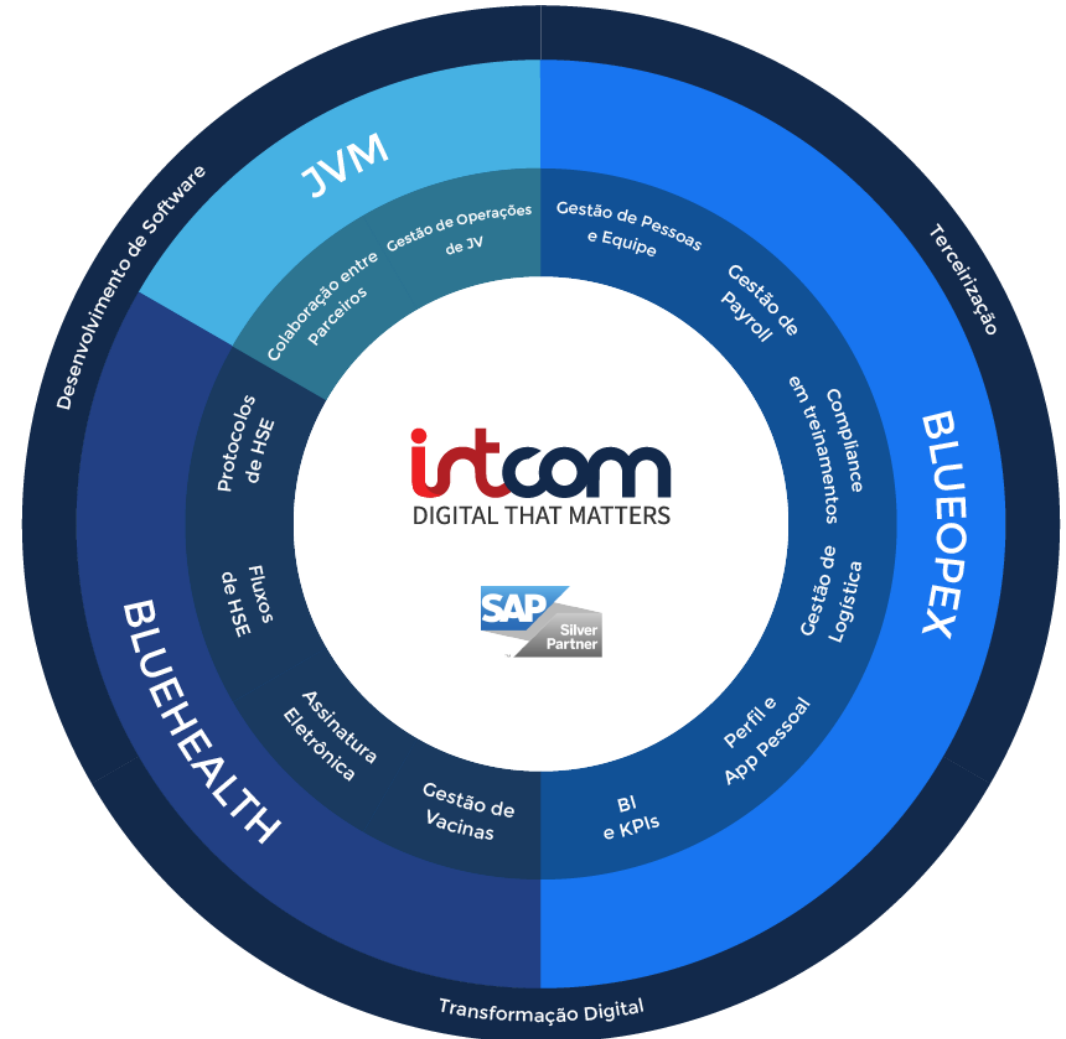 Desenvolvimento de Software
Terceirização
Transformação Digital
JVM
BLUEOPEX
BLUEHEALTH
Gestão de Operações
de JV
Colaboração entre
Parceiros
Gestão de Pessoas
e Equipe
Gestão de
Payroll
Compliance
em treinamentos
Gestão de
Logística
Perfil e
App Pessoal
BI
e KPIs
Gestão de
Vacinas
Assinatura
Eletrônica
Fluxos
de HSE
Protocolos
de HSE
intcom
DIGITAL THAT MATTERS
SAP
Silver
Partner